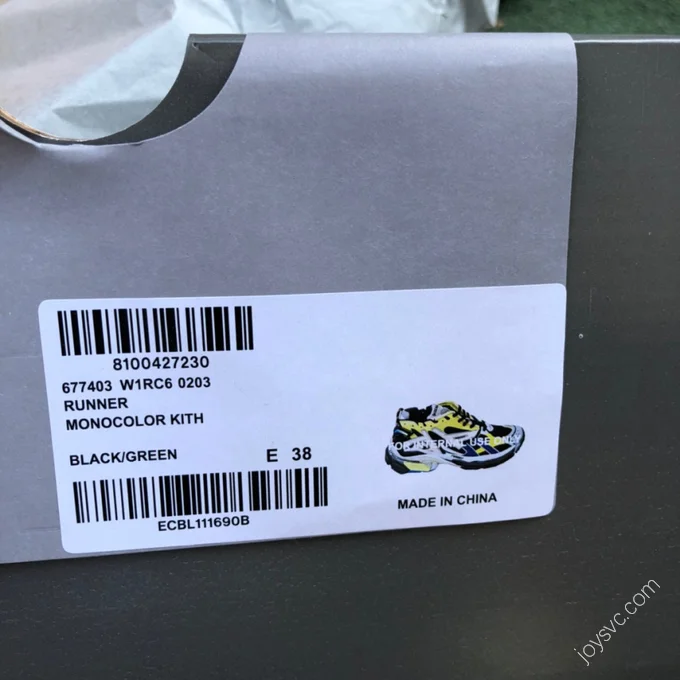 8100427230
677403 W1RC6 0203
RUNNER
MONOCOLOR KITH
BLACK/GREEN E 38
ECBL111690B
FOR INTERNAL USE ONLY
MADE IN CHINA
joysvc.com